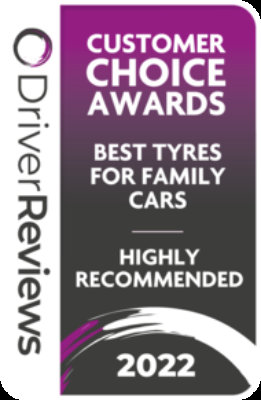 DriverReviews
CUSTOMER
CHOICE
AWARDS
BEST TYRES
FOR FAMILY
CARS
HIGHLY
RECOMMENDED
2022